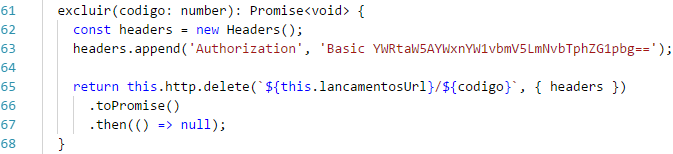 61 excluir(codigo: number): Promise<void> {
62 const headers = new Headers();
63 headers.append('Authorization', 'Basic YWRtaW5AYWxnYW1vbmV5LmNvbTphZG1pbg==');
64
65 return this.http.delete(`${this.lancamentosUrl}/${codigo}`, { headers })
66 .toPromise()
67 .then(() => null);
68 }